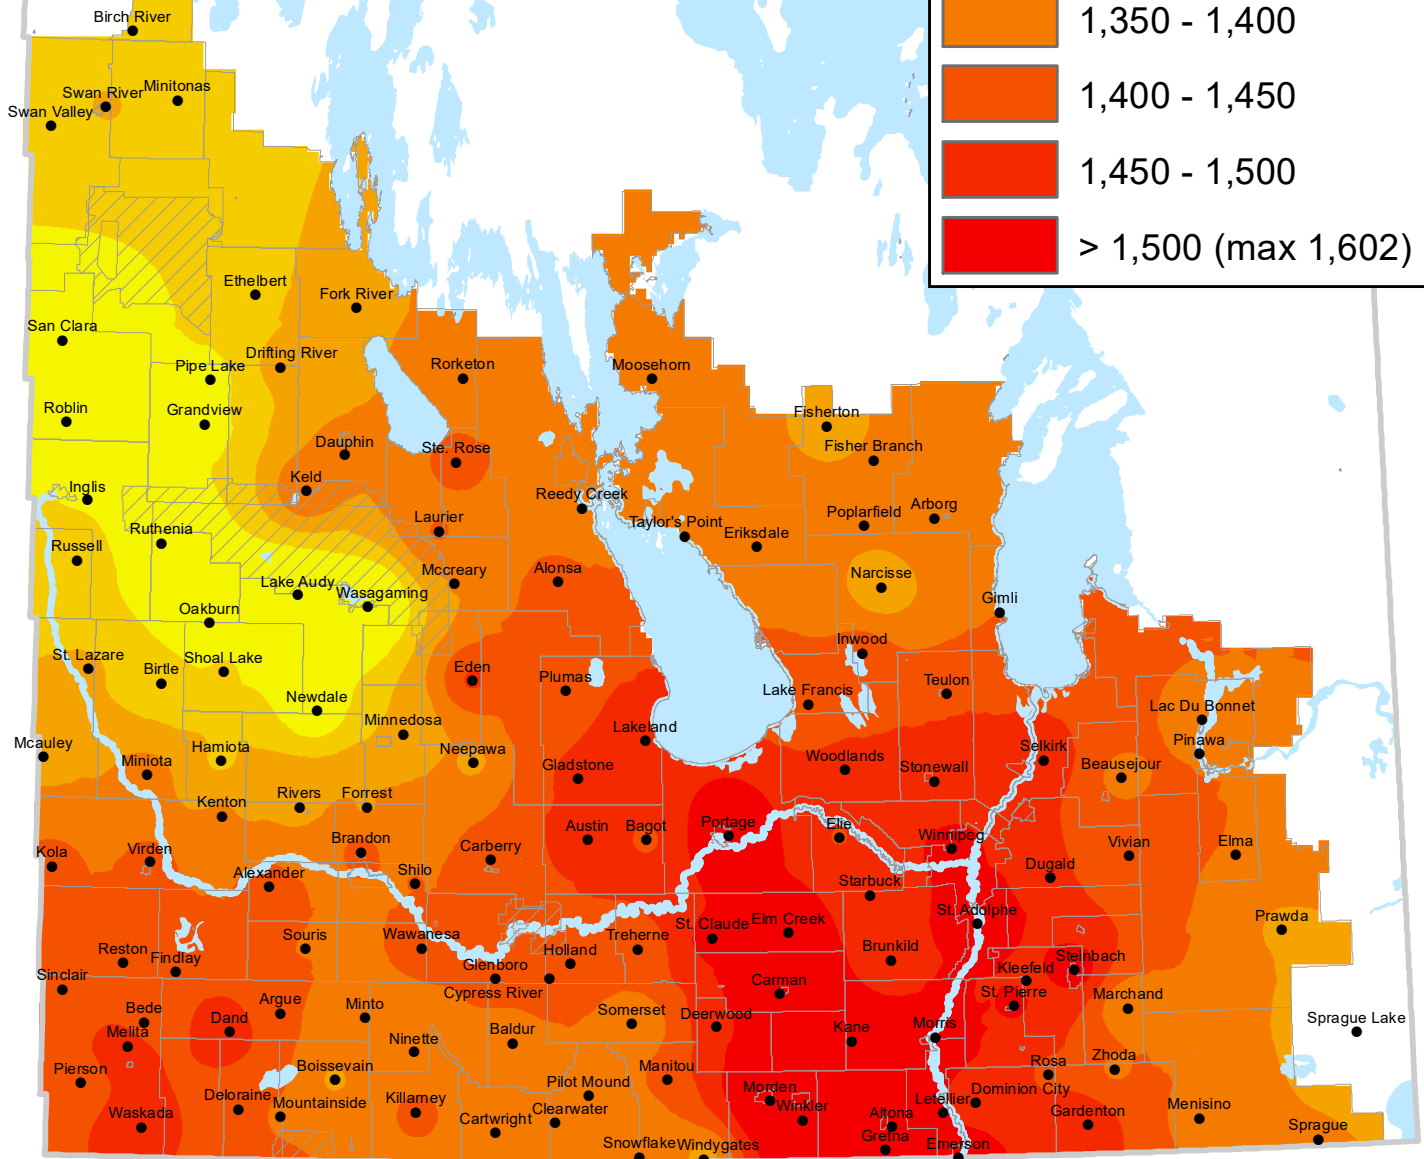 Birch River
1,350 - 1,400
Swan River
Minitonas
1,400 - 1,450
Swan Valley
1,450 - 1,500
> 1,500 (max 1,602)
Ethelbert
Fork River
San Clara
Drifting River
Pipe Lake
Rorketon
Moosehorn
Roblin
Grandview
Fisherton
Dauphin
Ste. Rose
Fisher Branch
Keld
Inglis
Reedy Creek
Laurier
Taylor's Point
Poplarfield
Arborg
Ruthenia
Eriksdale
Russell
Mccreary
Alonsa
Narcisse
Lake Audy
Wasagaming
Gimli
Oakburn
Inwood
St. Lazare
Birtle
Shoal Lake
Eden
Plumas
Lake Francis
Teulon
Newdale
Lac Du Bonnet
Minnedosa
Lakeland
Mcauley
Hamiota
Neepawa
Pinawa
Miniota
Gladstone
Woodlands
Stonewall
Selkirk
Beausejour
Kenton
Rivers
Forrest
Austin
Bagot
Portage
Elie
Winnipeg
Brandon
Kola
Virden
Carberry
Vivian
Elma
Alexander
Shilo
Starbuck
Dugald
St. Claude
Elm Creek
St. Adolphe
Prawda
Souris
Wawanesa
Treherne
Reston
Findlay
Holland
Brunkild
Steinbach
Sinclair
Glenboro
Kleefeld
Cypress River
Carman
St. Pierre
Marchand
Bede
Argue
Minto
Somerset
Deerwood
Dand
Melita
Baldur
Kane
Morris
Sprague Lake
Ninette
Pierson
Boissevain
Manitou
Rosa
Zhoda
Pilot Mound
Morden
Dominion City
Deloraine
Mountainside
Killarney
Waskada
Clearwater
Winkler
Altona
Letellier
Gardenton
Menisino
Cartwright
Sprague
Gretna
Snowflake
Windygates
Emerson